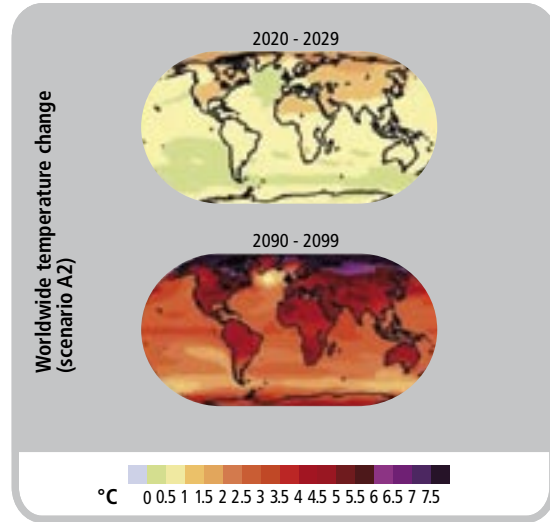 2020 - 2029
Worldwide temperature change
(scenario A2)
2090 - 2099
°C 0 0.5 1 1.5 2 2.5 3 3.5 4 4.5 5 5.5 6 6.5 7 7.5